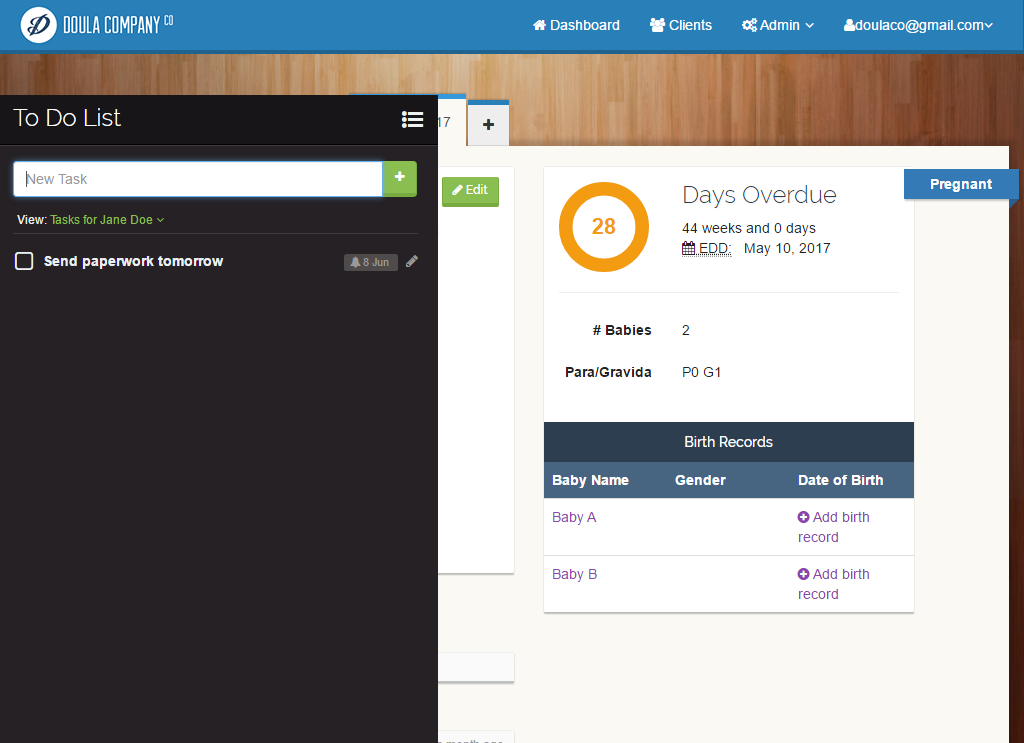 DOULA COMPANY CO
Dashboard
Clients
Admin
doulaco@gmail.com
To Do List
17
+
New Task
+
View: Tasks for Jane Doe
Send paperwork tomorrow
8 Jun
Edit
Pregnant
28
Days Overdue
44 weeks and 0 days
EDD: May 10, 2017
# Babies 2
Para/Gravida P0 G1
Birth Records
Baby Name Gender Date of Birth
Baby A Add birth
record
Baby B Add birth
record
month ago